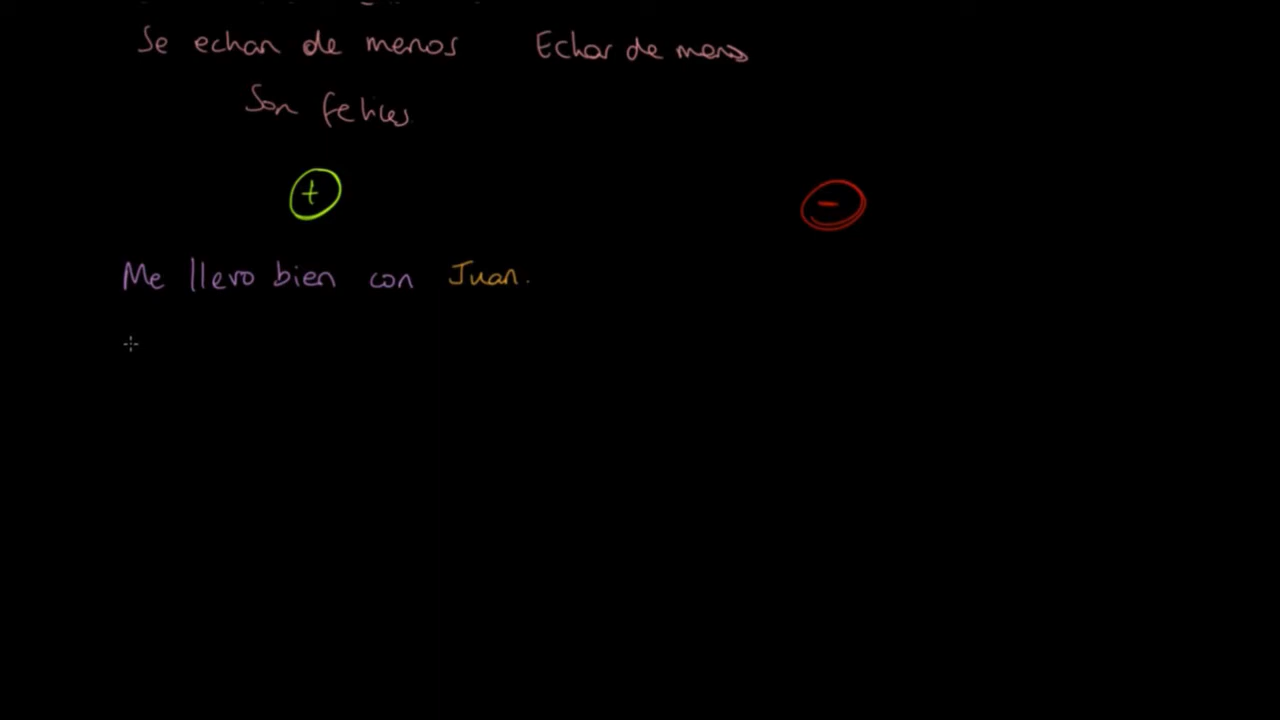 Se echan de menos Echar de menos
Son felices
+ -
Me llevo bien con Juan.